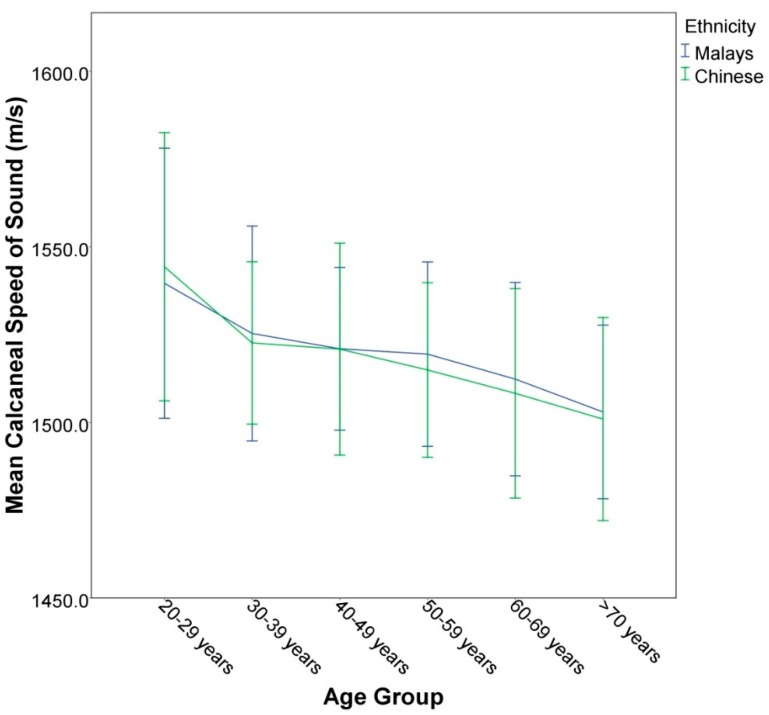 Ethnicity
Malays
Chinese
Mean Calcaneal Speed of Sound (m/s)
1600.0
1550.0
1500.0
1450.0
20-29 years
30-39 years
40-49 years
50-59 years
60-69 years
>70 years
Age Group